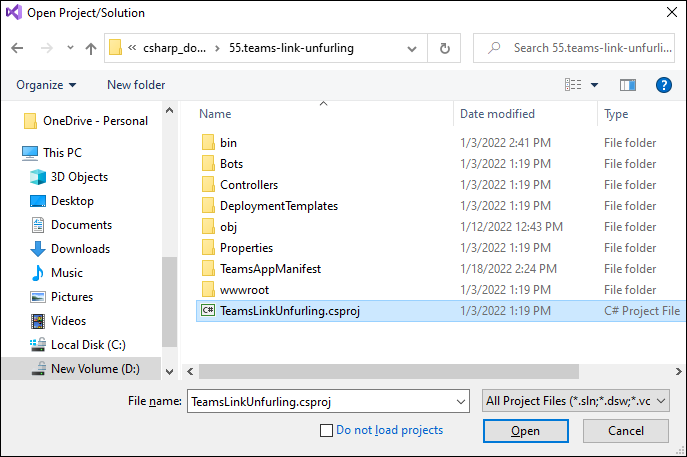 Open Project/Solution
« csharp_do... › 55.teams-link-unfurling
Search 55.teams-link-unfurli...
Organize New folder
Name Date modified Type
OneDrive - Personal
This PC
3D Objects
Desktop
Documents
Downloads
Music
Pictures
Videos
Local Disk (C:)
New Volume (D:)
bin 1/3/2022 2:41 PM File folder
Bots 1/3/2022 1:19 PM File folder
Controllers 1/3/2022 1:19 PM File folder
DeploymentTemplates 1/3/2022 1:19 PM File folder
obj 1/12/2022 12:43 PM File folder
Properties 1/3/2022 1:19 PM File folder
TeamsAppManifest 1/18/2022 2:24 PM File folder
wwwroot 1/3/2022 1:19 PM File folder
C# TeamsLinkUnfurling.csproj 1/3/2022 1:19 PM C# Project File
File name: TeamsLinkUnfurling.csproj All Project Files (*.sln;*.dsw;*.vc
Do not load projects Open Cancel